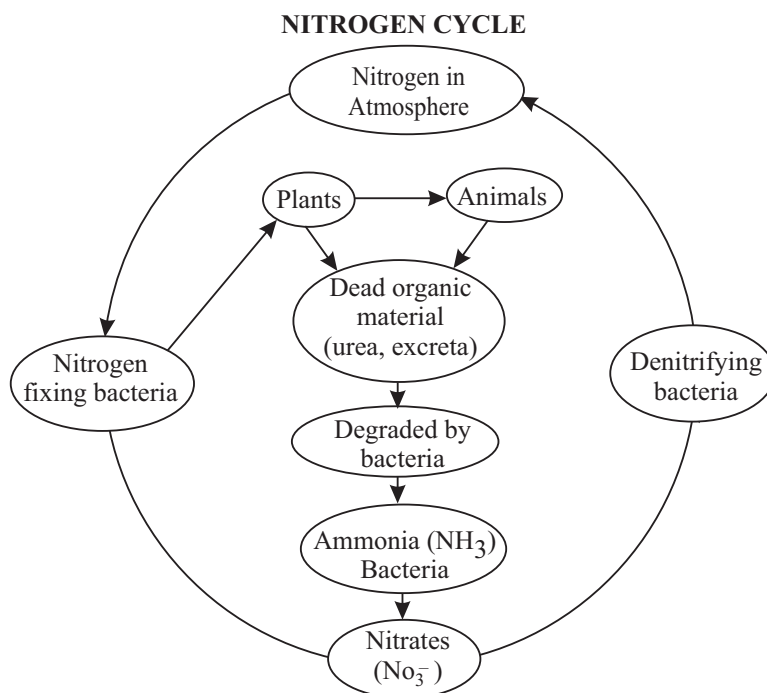 NITROGEN CYCLE
Nitrogen in
Atmosphere
Plants
Animals
Dead organic
material
(urea, excreta)
Nitrogen
fixing bacteria
Denitrifying
bacteria
Degraded by
bacteria
Ammonia (NH₃)
Bacteria
Nitrates
(No₃⁻)